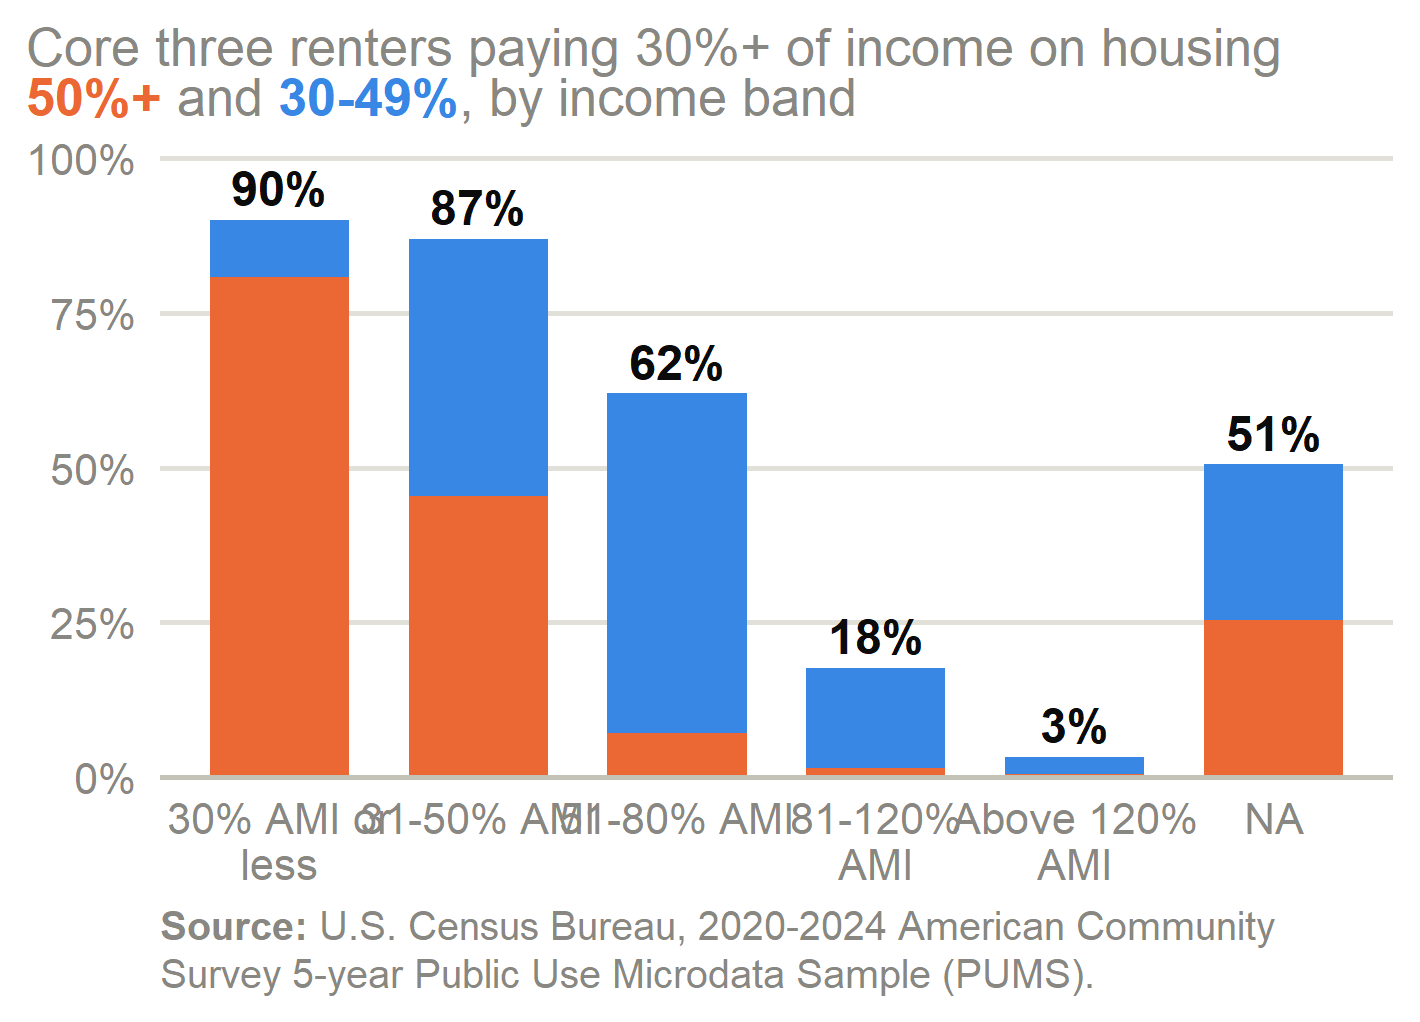 Core three renters paying 30%+ of income on housing
50%+ and 30-49%, by income band
100%
75%
50%
25%
0%
90%
87%
62%
18%
3%
51%
30% AMI or
less
31-50% AMI
51-80% AMI
81-120%
AMI
Above 120%
AMI
NA
Source: U.S. Census Bureau, 2020-2024 American Community
Survey 5-year Public Use Microdata Sample (PUMS).